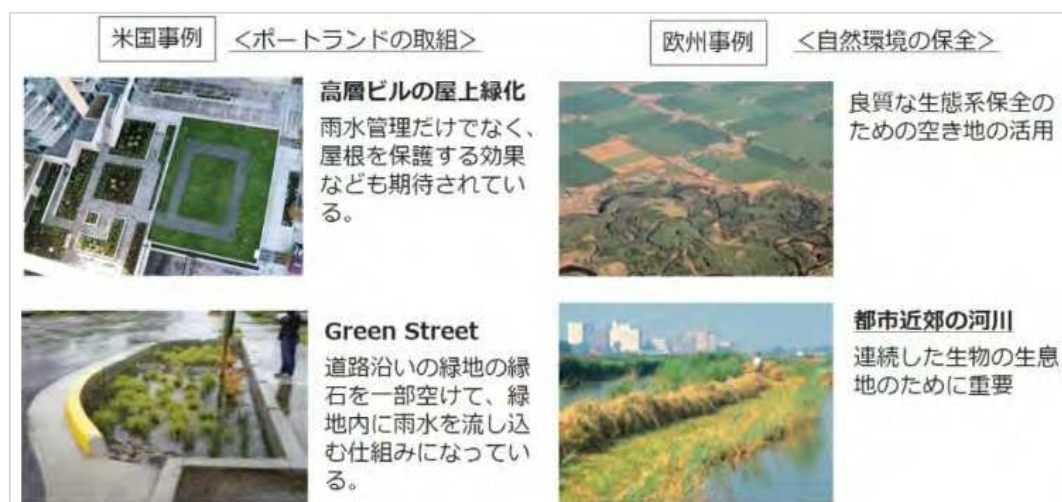 米国事例
<ポートランドの取組>
高層ビルの屋上緑化
雨水管理だけでなく、
屋根を保護する効果
なども期待されてい
る。
Green Street
道路沿いの緑地の縁
石を一部空けて、緑
地内に雨水を流し込
む仕組みになってい
る。
欧州事例
<自然環境の保全>
良質な生態系保全の
ための空き地の活用
都市近郊の河川
連続した生物の生息
地のために重要